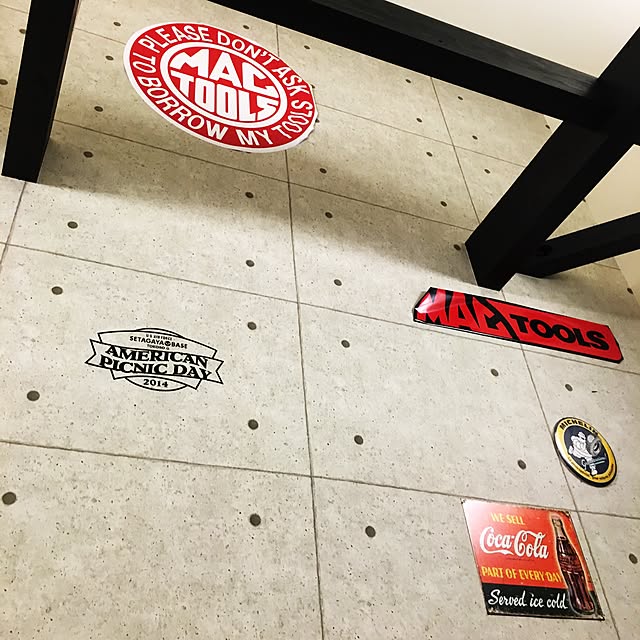 PLEASE DON'T ASK
TO BORROW MY TOOLS
MAC
TOOLS
MAC TOOLS
SETAGAYA BASE
AMERICAN
PICNIC DAY
2014
MICHELIN
WE SELL
Coca-Cola
PART OF EVERY DAY
Served ice cold